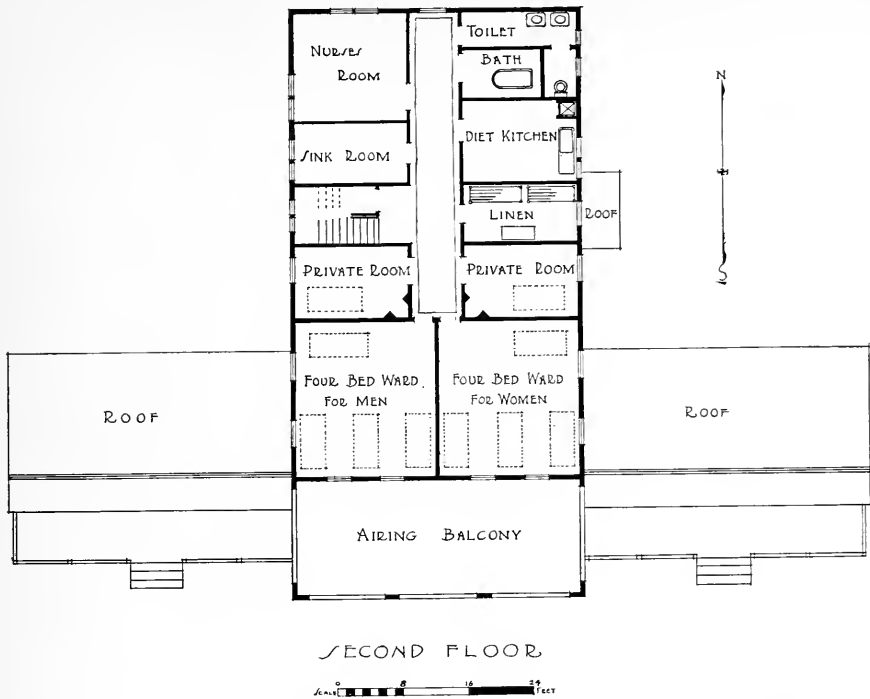 TOILET
NURSES
ROOM
BATH
N
DIET KITCHEN
SINK ROOM
LINEN
ROOF
PRIVATE ROOM
PRIVATE ROOM
S
FOUR BED WARD
FOR MEN
FOUR BED WARD
FOR WOMEN
ROOF
ROOF
AIRING BALCONY
SECOND FLOOR
SCALE 0 8 16 24 FEET